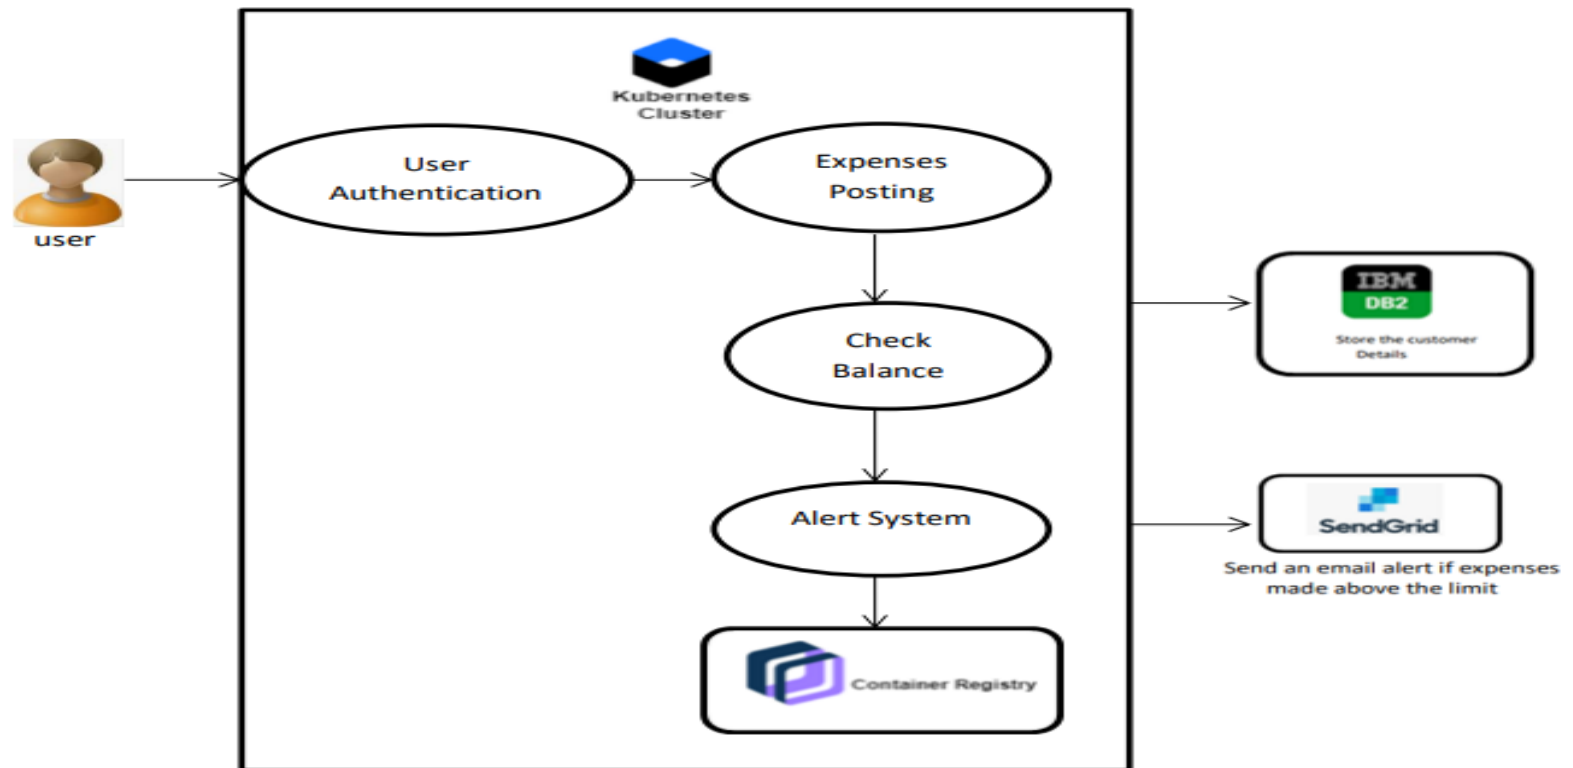 Kubernetes
Cluster
user
User
Authentication
Expenses
Posting
Check
Balance
Alert System
Container Registry
IBM
DB2
Store the customer
Details
SendGrid
Send an email alert if expenses
made above the limit